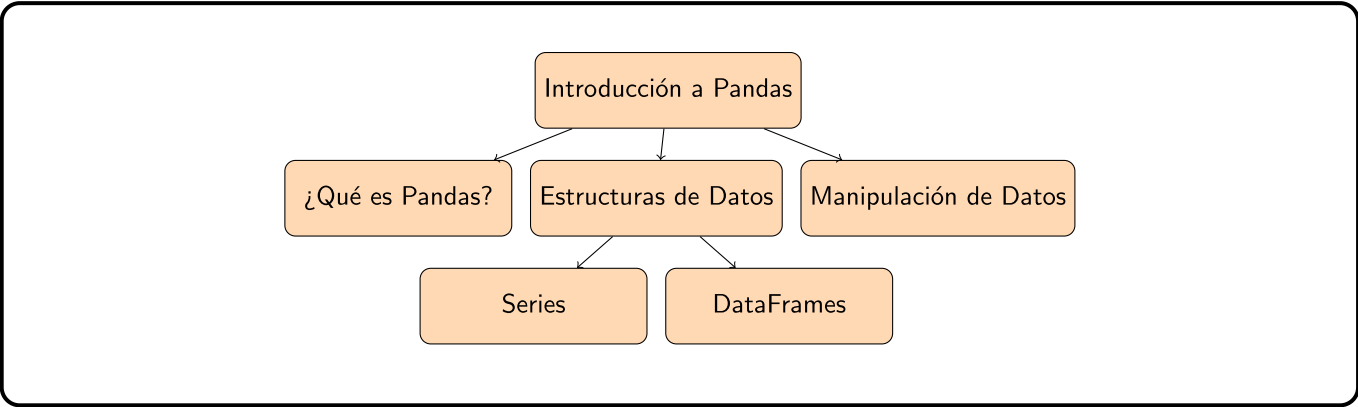 Introducción a Pandas
¿Qué es Pandas?
Estructuras de Datos
Manipulación de Datos
Series
DataFrames